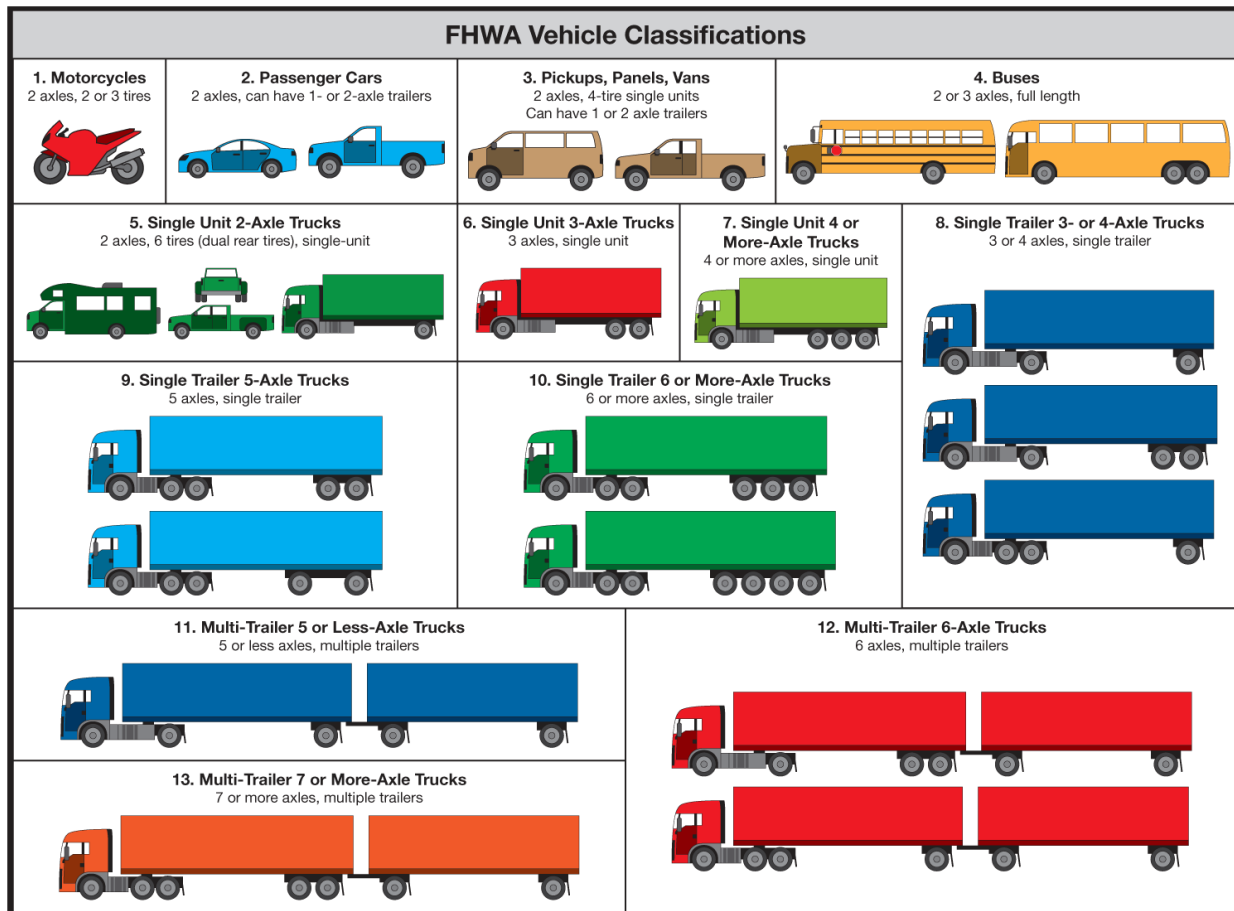 FHWA Vehicle Classifications
1. Motorcycles
2 axles, 2 or 3 tires
2. Passenger Cars
2 axles, can have 1- or 2-axle trailers
3. Pickups, Panels, Vans
2 axles, 4-tire single units
Can have 1 or 2 axle trailers
4. Buses
2 or 3 axles, full length
5. Single Unit 2-Axle Trucks
2 axles, 6 tires (dual rear tires), single-unit
6. Single Unit 3-Axle Trucks
3 axles, single unit
7. Single Unit 4 or
More-Axle Trucks
4 or more axles, single unit
8. Single Trailer 3- or 4-Axle Trucks
3 or 4 axles, single trailer
9. Single Trailer 5-Axle Trucks
5 axles, single trailer
10. Single Trailer 6 or More-Axle Trucks
6 or more axles, single trailer
11. Multi-Trailer 5 or Less-Axle Trucks
5 or less axles, multiple trailers
12. Multi-Trailer 6-Axle Trucks
6 axles, multiple trailers
13. Multi-Trailer 7 or More-Axle Trucks
7 or more axles, multiple trailers